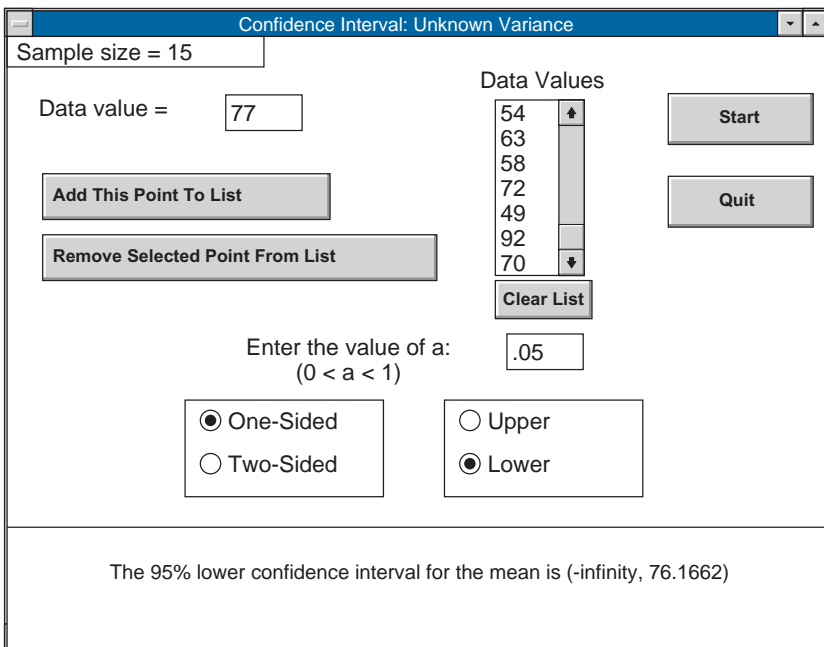 Confidence Interval: Unknown Variance
Sample size = 15
Data value =
77
Data Values
54
63
58
72
49
92
70
Start
Quit
Add This Point To List
Remove Selected Point From List
Clear List
Enter the value of a:
(0 < a < 1)
.05
One-Sided
Two-Sided
Upper
Lower
The 95% lower confidence interval for the mean is (-infinity, 76.1662)